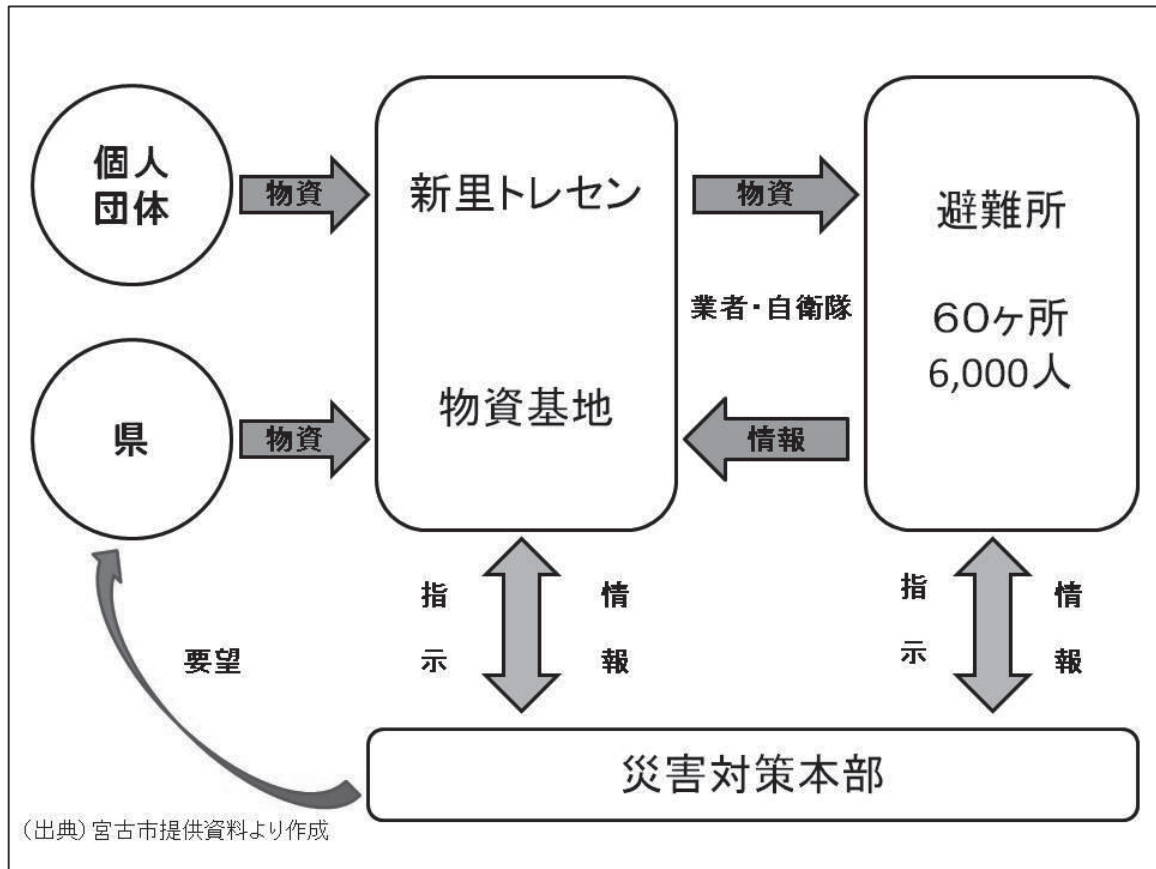 個人
団体
物資
新里トレセン
物資
避難所
業者・自衛隊
60ヶ所
6,000人
県
物資
物資基地
情報
指示
情報
指示
情報
要望
災害対策本部
（出典）宮古市提供資料より作成